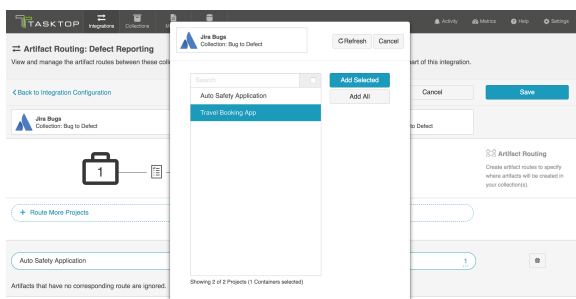 TASKTOP
Integrations
Collections
Activity
Metrics
Help
Settings
Artifact Routing: Defect Reporting
View and manage the artifact routes between these coll
part of this integration.
Back to Integration Configuration
Cancel
Save
Jira Bugs
Collection: Bug to Defect
to Defect
1
Artifact Routing
Create artifact routes to specify
where artifacts will be created in
your collection(s).
+ Route More Projects
Auto Safety Application
1
Artifacts that have no corresponding route are ignored.
Jira Bugs
Collection: Bug to Defect
Refresh
Cancel
Search
Add Selected
Auto Safety Application
Add All
Travel Booking App
Showing 2 of 2 Projects (1 Containers selected)